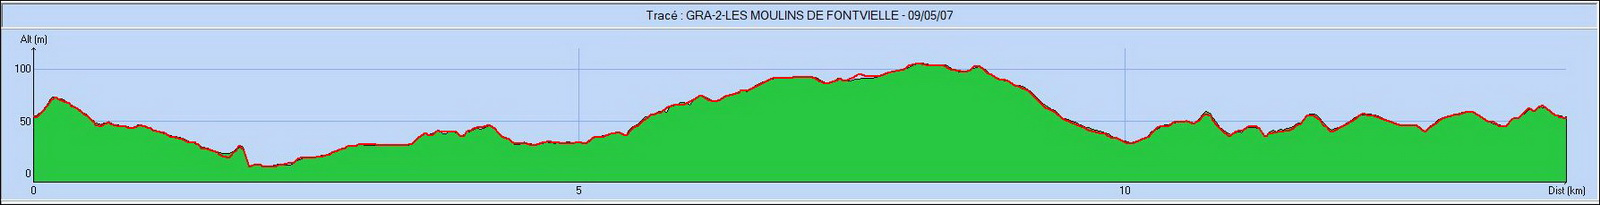 Tracé : GRA-2-LES MOULINS DE FONTVIELLE - 09/05/07
Alt (m)
100
50
0
0 5 10 Dist (km)